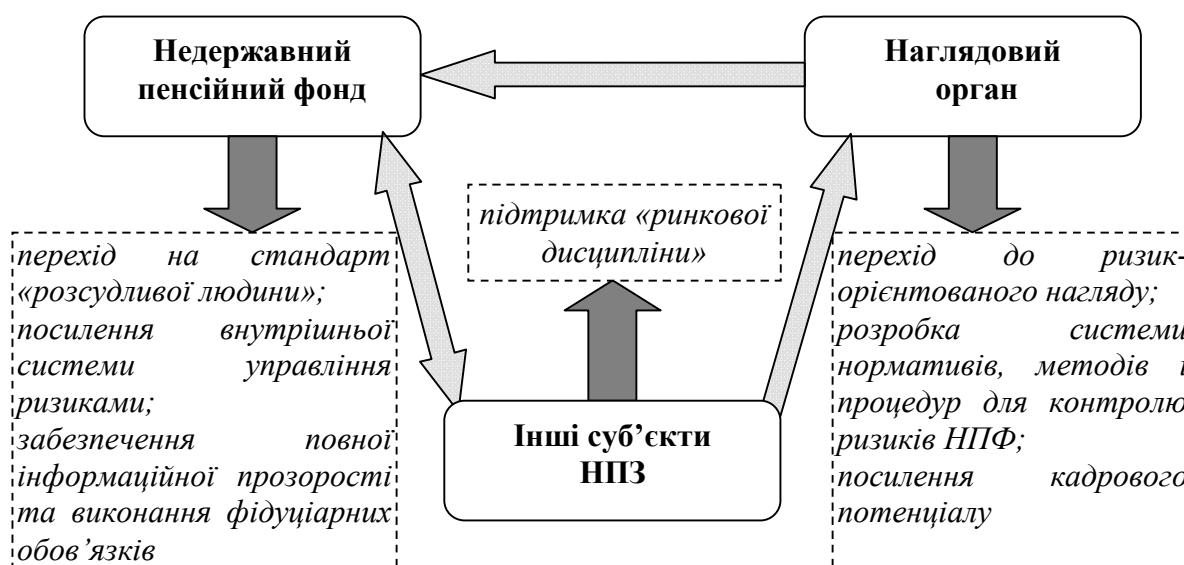 Недержавний
пенсійний фонд
Наглядовий
орган
підтримка «ринкової
дисципліни»
перехід на стандарт
«розсудливої людини»;
посилення внутрішньої
системи управління
ризиками;
забезпечення повної
інформаційної прозорості
та виконання фідуціарних
обов’язків
Інші суб’єкти
НПЗ
перехід до ризик-
орієнтованого нагляду;
розробка системи
нормативів, методів і
процедур для контролю
ризиків НПФ;
посилення кадрового
потенціалу